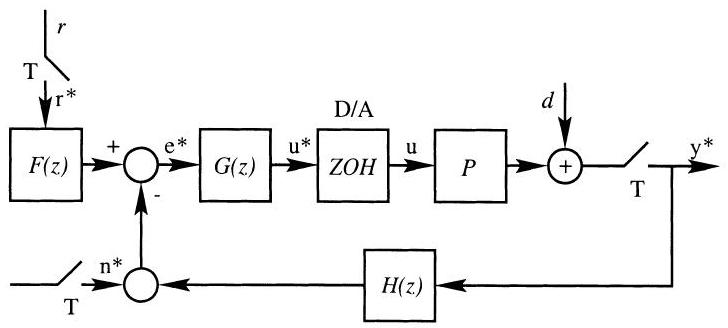 r
T
r*
D/A
d
F(z)
+
e*
G(z)
u*
ZOH
u
P
+
y*
T
-
n*
T
H(z)